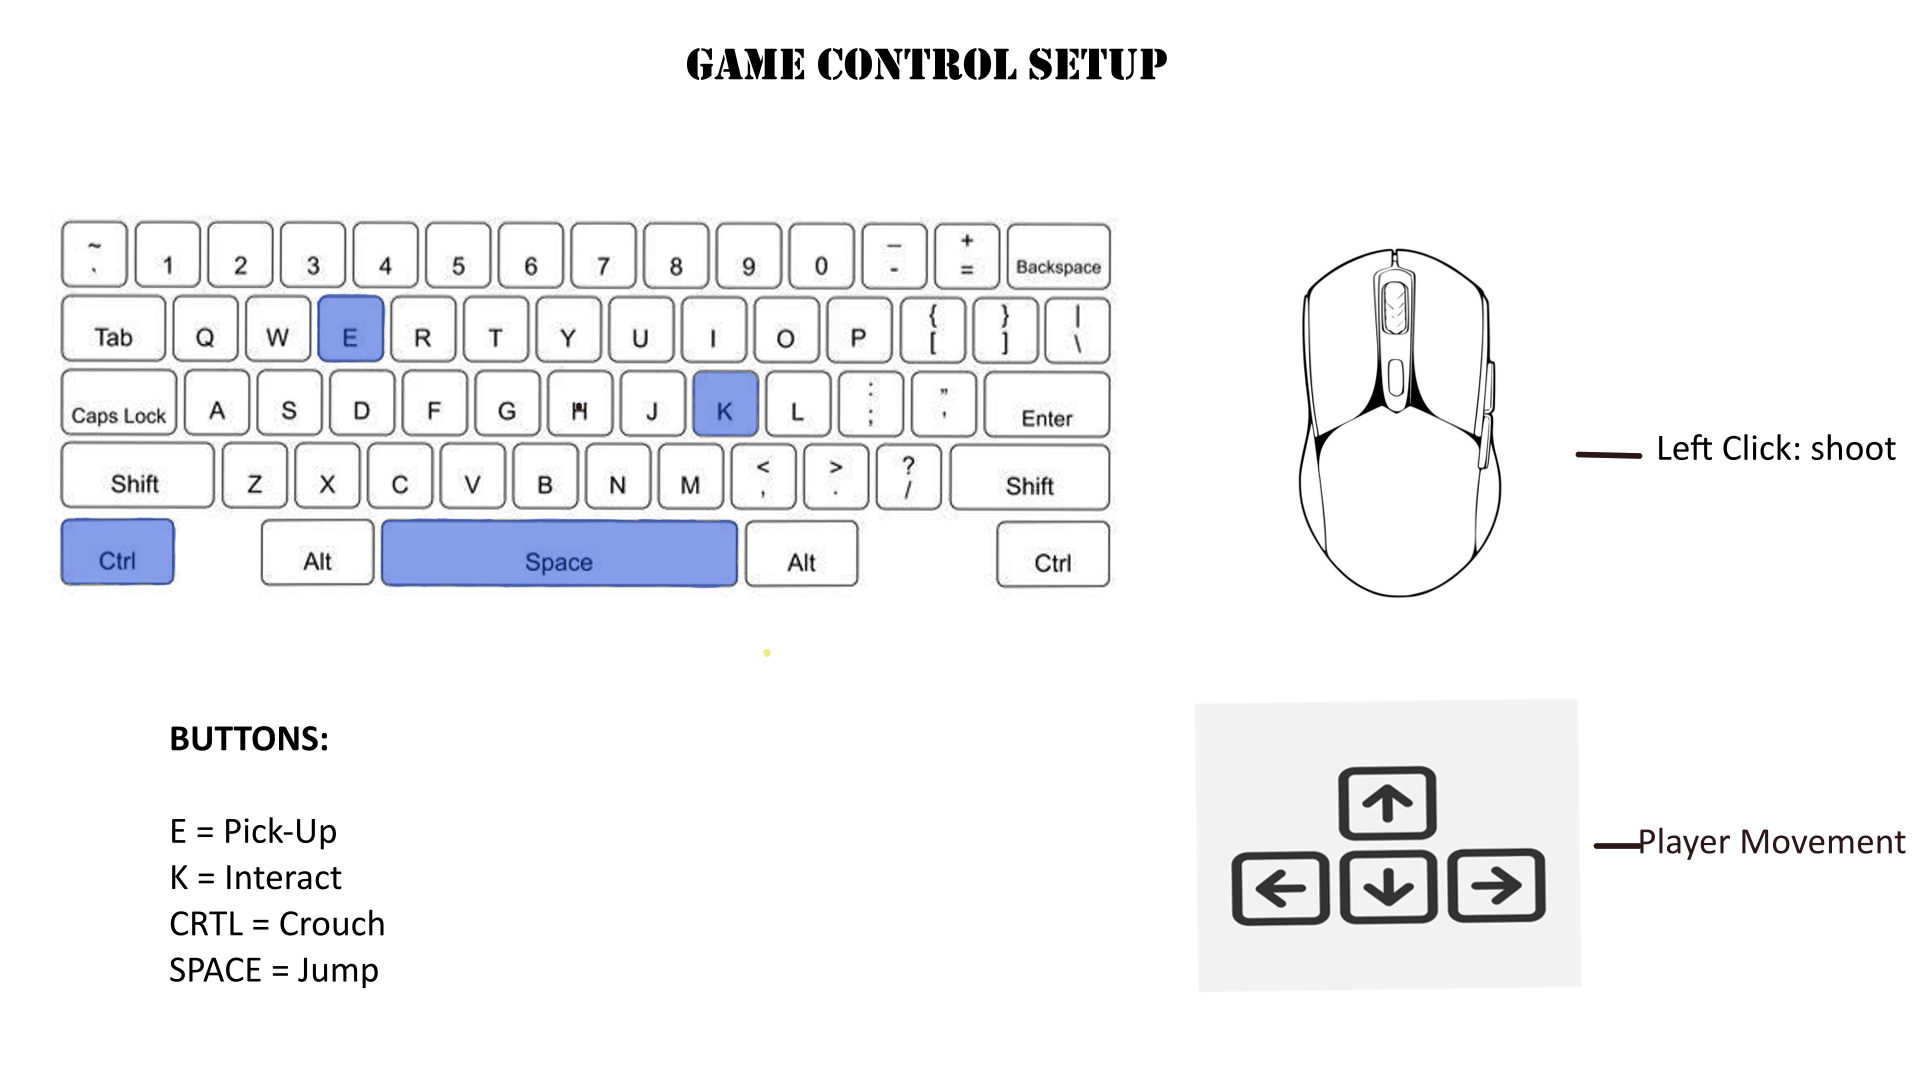 GAME CONTROL SETUP
~ _ +
` 1 2 3 4 5 6 7 8 9 0 - = Backspace
{ } |
Tab Q W E R T Y U I O P [ ] \
: "
Caps Lock A S D F G H J K L ; ' Enter
< > ?
Shift Z X C V B N M , . / Shift
Ctrl Alt Space Alt Ctrl
Left Click: shoot
BUTTONS:
E = Pick-Up
K = Interact
CRTL = Crouch
SPACE = Jump
↑
← ↓ →
Player Movement